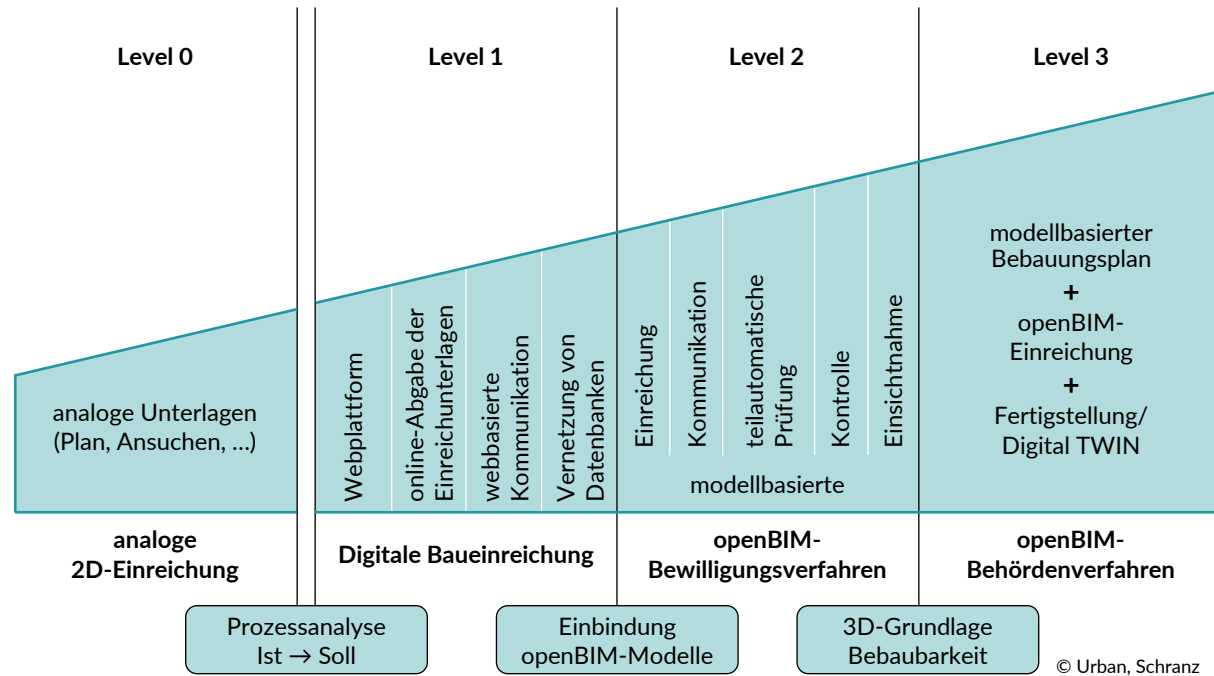 Level 0
Level 1
Level 2
Level 3
analoge Unterlagen
(Plan, Ansuchen, ...)
Webplattform
online-Abgabe der
Einreichunterlagen
webbasierte
Kommunikation
Vernetzung von
Datenbanken
Einreichung
Kommunikation
teilautomatische
Prüfung
Kontrolle
Einsichtnahme
modellbasierte
modellbasierter
Bebauungsplan
+
openBIM-
Einreichung
+
Fertigstellung/
Digital TWIN
analoge
2D-Einreichung
Digitale Baueinreichung
openBIM-
Bewilligungsverfahren
openBIM-
Behördenverfahren
Prozessanalyse
Ist → Soll
Einbindung
openBIM-Modelle
3D-Grundlage
Bebaubarkeit
© Urban, Schranz